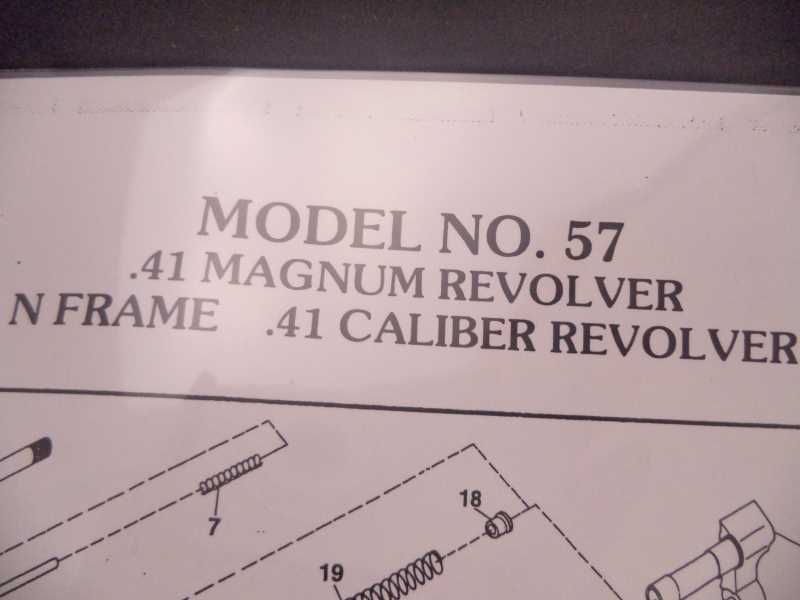 MODEL NO. 57
.41 MAGNUM REVOLVER
N FRAME .41 CALIBER REVOLVER
7
18
19